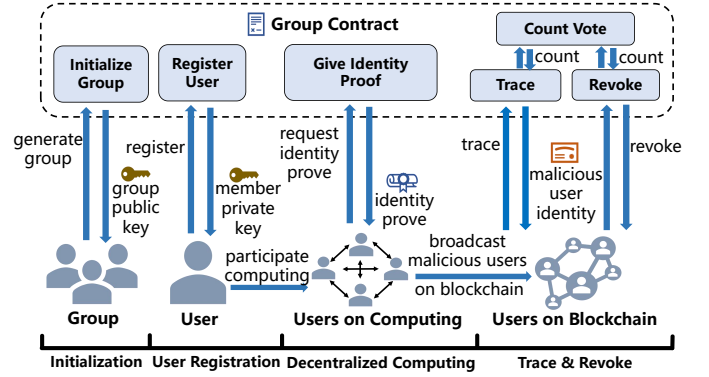 Group Contract
Initialize
Group
Register
User
Give Identity
Proof
Count Vote
count
count
Trace
Revoke
generate
group
group
public
key
register
member
private
key
request
identity
prove
identity
prove
trace
malicious
user
identity
revoke
participate
computing
broadcast
malicious users
on blockchain
Group
User
Users on Computing
Users on Blockchain
Initialization
User Registration
Decentralized Computing
Trace & Revoke